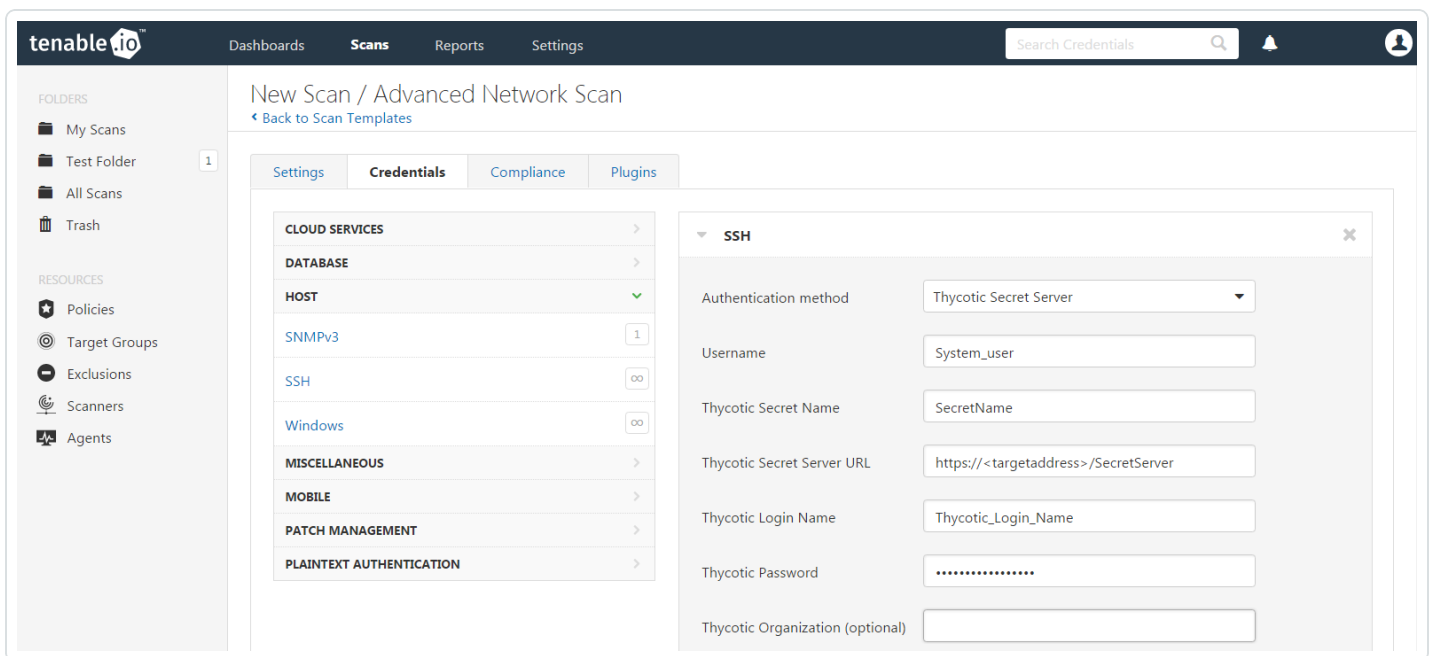 tenable.io™
Dashboards Scans Reports Settings Search Credentials
FOLDERS
My Scans
Test Folder 1
All Scans
Trash
RESOURCES
Policies
Target Groups
Exclusions
Scanners
Agents
New Scan / Advanced Network Scan
Back to Scan Templates
Settings Credentials Compliance Plugins
CLOUD SERVICES
DATABASE
HOST
SNMPv3 1
SSH ∞
Windows ∞
MISCELLANEOUS
MOBILE
PATCH MANAGEMENT
PLAINTEXT AUTHENTICATION
SSH
Authentication method Thycotic Secret Server
Username System_user
Thycotic Secret Name SecretName
Thycotic Secret Server URL https://<targetaddress>/SecretServer
Thycotic Login Name Thycotic_Login_Name
Thycotic Password •••••••••••••••••
Thycotic Organization (optional)